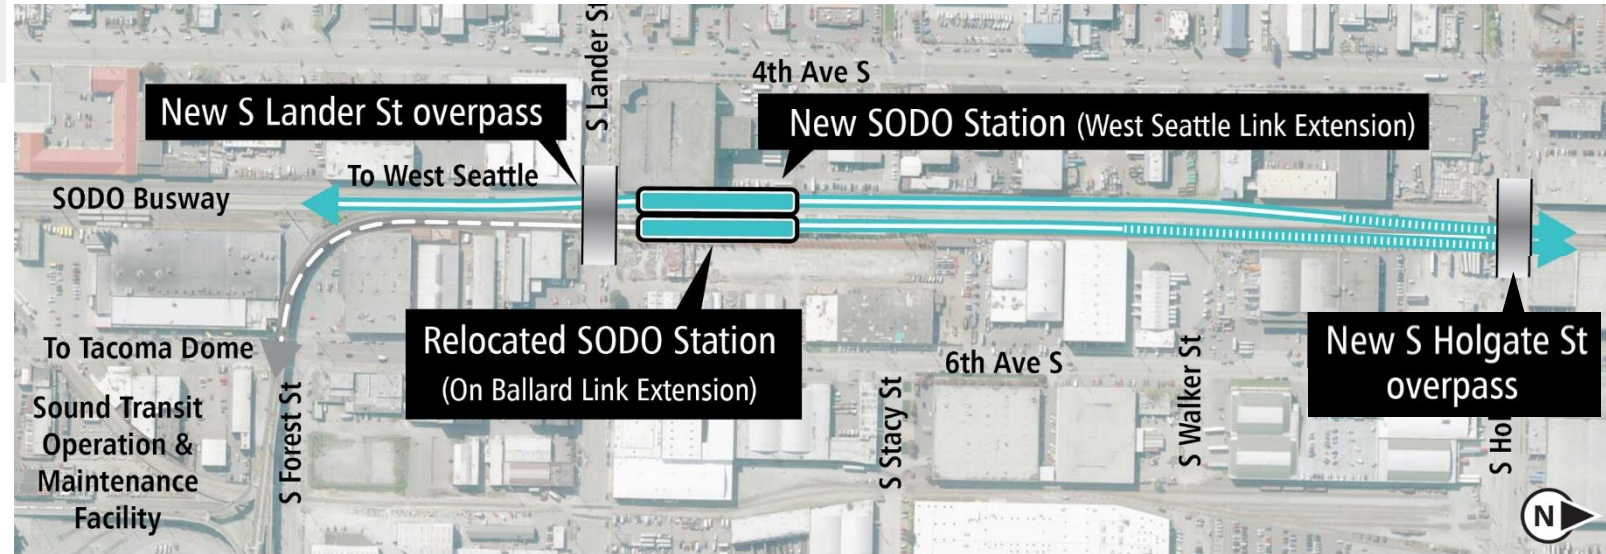 S Lander St
4th Ave S
New S Lander St overpass
New SODO Station (West Seattle Link Extension)
To West Seattle
SODO Busway
Relocated SODO Station
(On Ballard Link Extension)
New S Holgate St
overpass
To Tacoma Dome
6th Ave S
S Walker St
S Stacy St
S Forest St
S Hol
Sound Transit
Operation &
Maintenance
Facility
N